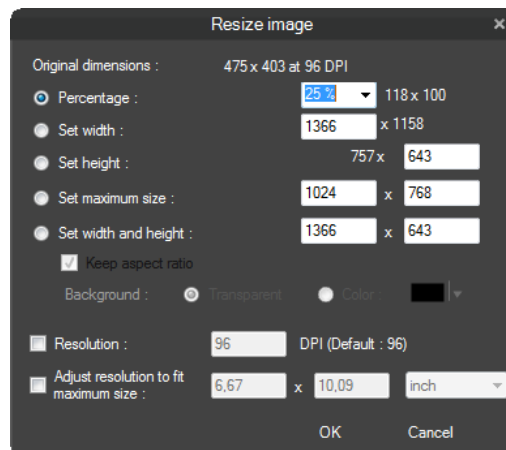 Resize image
Original dimensions : 475 x 403 at 96 DPI
Percentage : 25 % 118 x 100
Set width : 1366 x 1158
Set height : 757 x 643
Set maximum size : 1024 x 768
Set width and height : 1366 x 643
Keep aspect ratio
Background : Transparent Color :
Resolution : 96 DPI (Default : 96)
Adjust resolution to fit
maximum size : 6,67 x 10,09 inch
OK Cancel